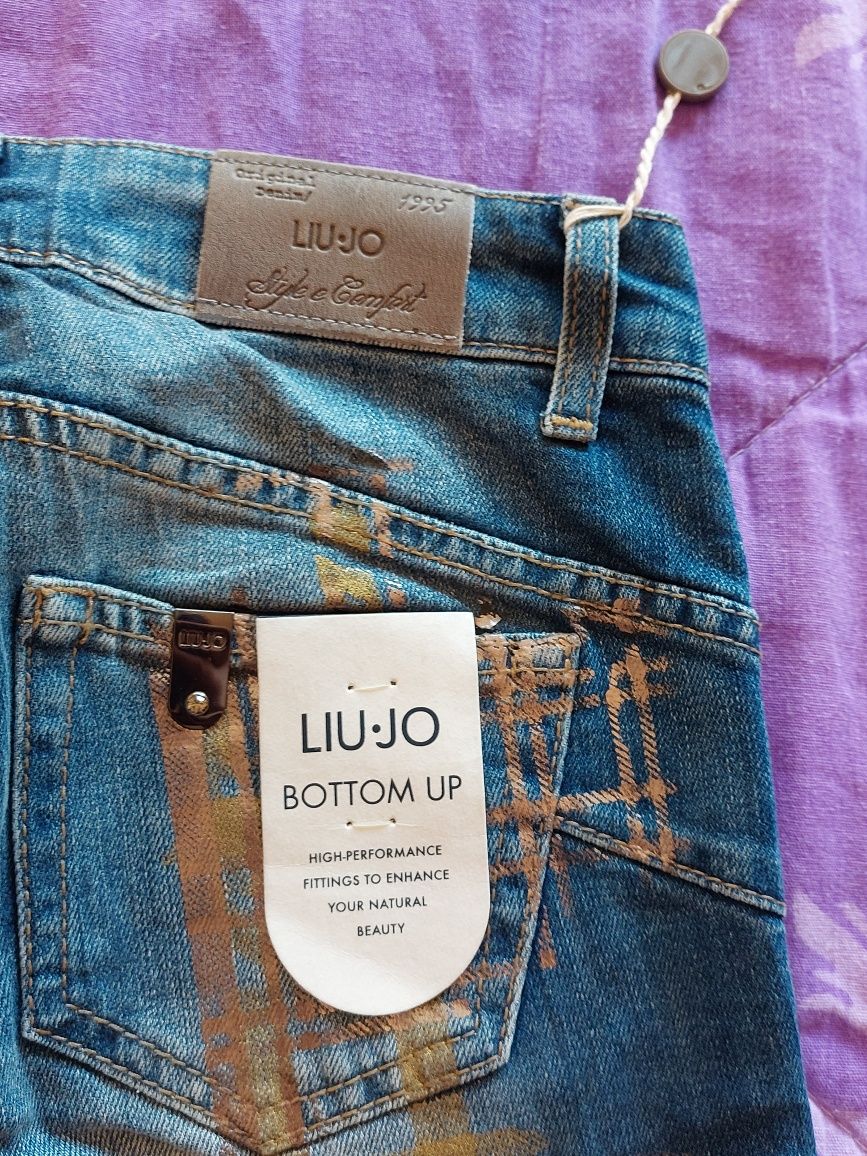 Original
Denim/
1995
LIU·JO
Style e Comfort
LIU·JO
LIU·JO
BOTTOM UP
HIGH-PERFORMANCE
FITTINGS TO ENHANCE
YOUR NATURAL
BEAUTY